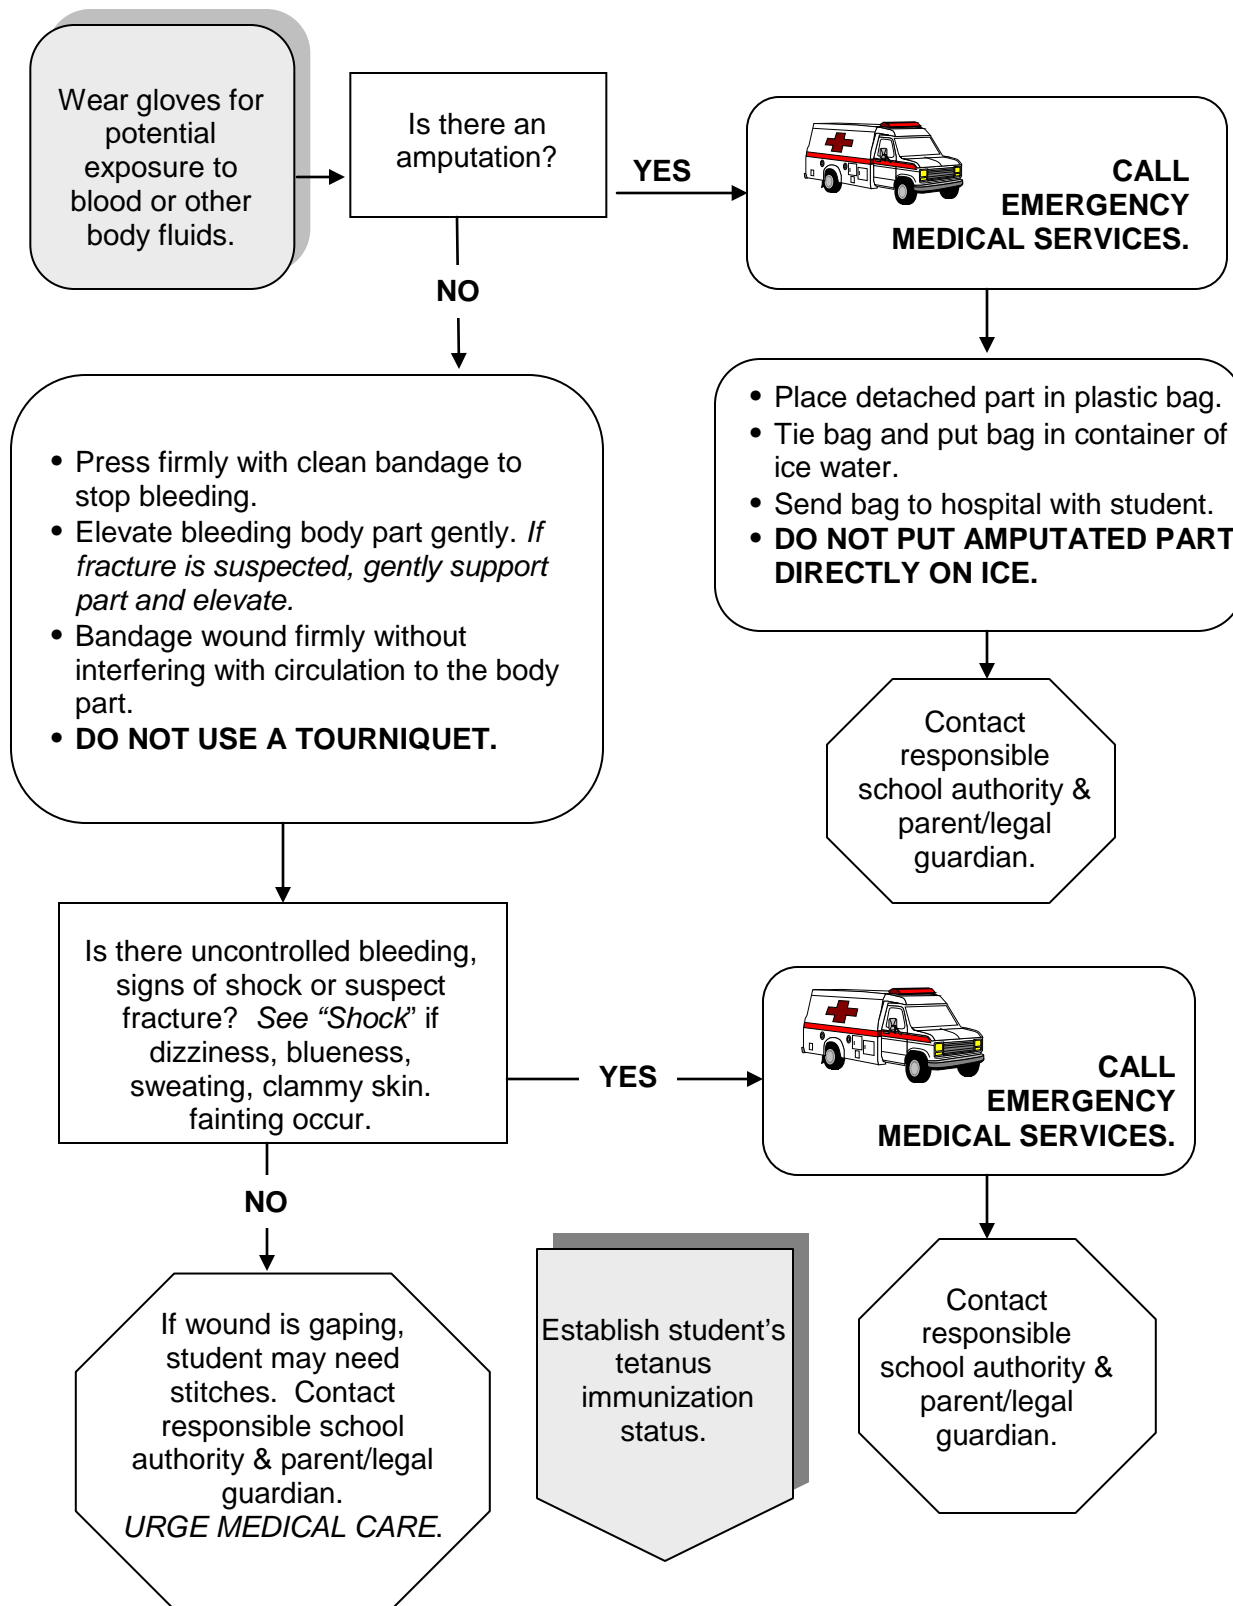 Wear gloves for
potential
exposure to
blood or other
body fluids.
Is there an
amputation?
YES
CALL
EMERGENCY
MEDICAL SERVICES.
NO
• Place detached part in plastic bag.
• Tie bag and put bag in container of
ice water.
• Send bag to hospital with student.
• DO NOT PUT AMPUTATED PART
DIRECTLY ON ICE.
• Press firmly with clean bandage to
stop bleeding.
• Elevate bleeding body part gently. If
fracture is suspected, gently support
part and elevate.
• Bandage wound firmly without
interfering with circulation to the body
part.
• DO NOT USE A TOURNIQUET.
Contact
responsible
school authority &
parent/legal
guardian.
Is there uncontrolled bleeding,
signs of shock or suspect
fracture? See “Shock” if
dizziness, blueness,
sweating, clammy skin.
fainting occur.
YES
CALL
EMERGENCY
MEDICAL SERVICES.
NO
If wound is gaping,
student may need
stitches. Contact
responsible school
authority & parent/legal
guardian.
URGE MEDICAL CARE.
Establish student’s
tetanus
immunization
status.
Contact
responsible
school authority &
parent/legal
guardian.